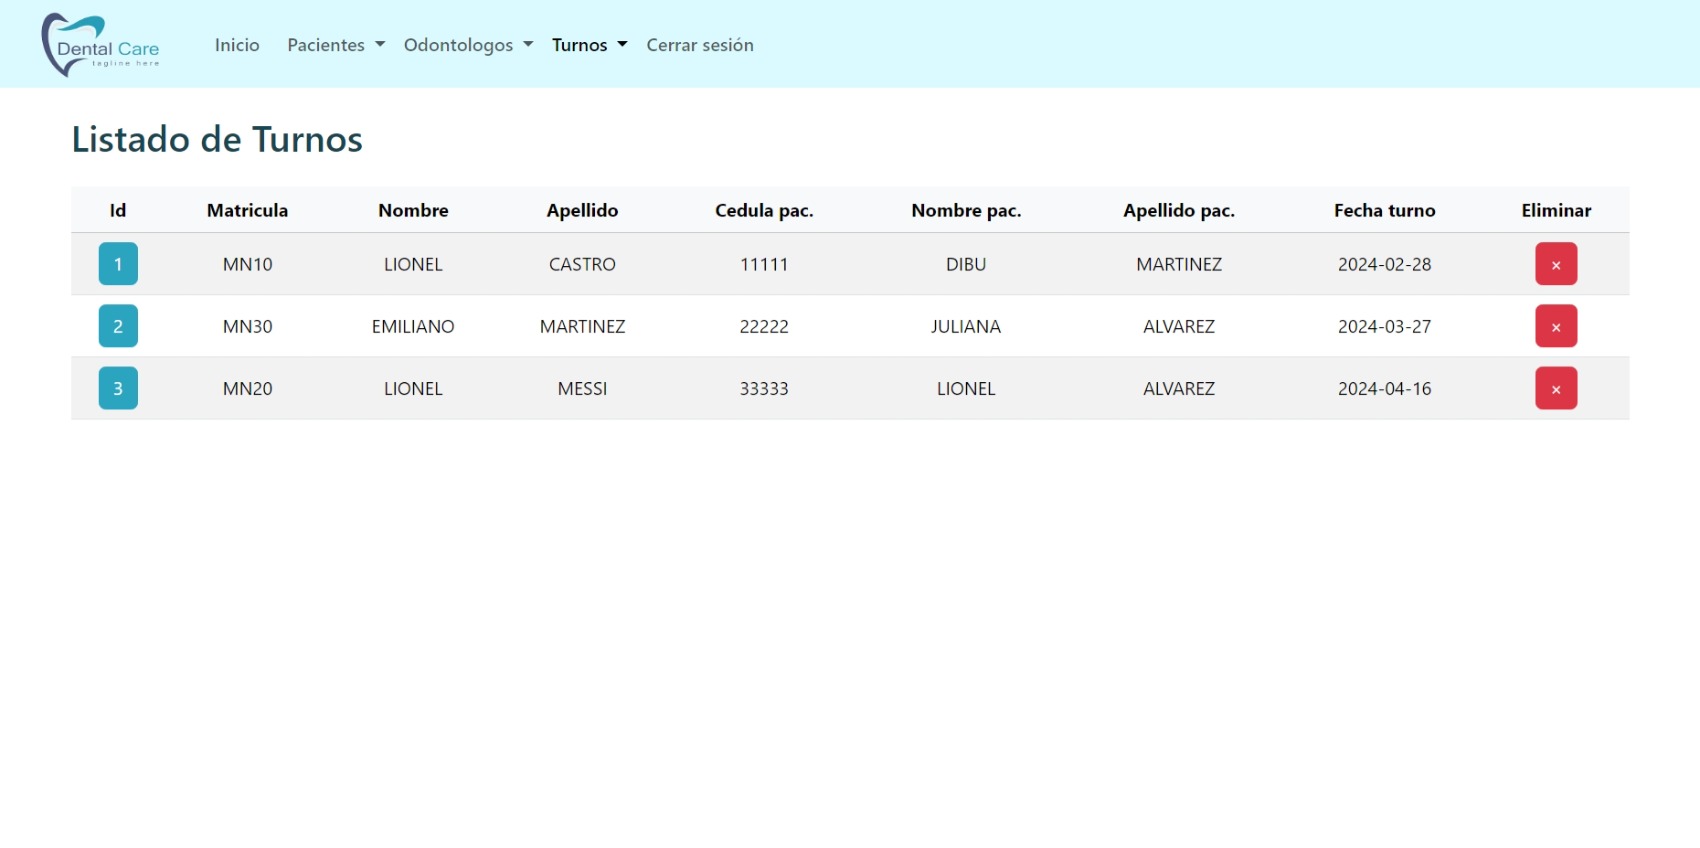 Dental Care
tagline here
Inicio Pacientes Odontologos Turnos Cerrar sesión
Listado de Turnos
Id Matricula Nombre Apellido Cedula pac. Nombre pac. Apellido pac. Fecha turno Eliminar
1 MN10 LIONEL CASTRO 11111 DIBU MARTINEZ 2024-02-28 ×
2 MN30 EMILIANO MARTINEZ 22222 JULIANA ALVAREZ 2024-03-27 ×
3 MN20 LIONEL MESSI 33333 LIONEL ALVAREZ 2024-04-16 ×